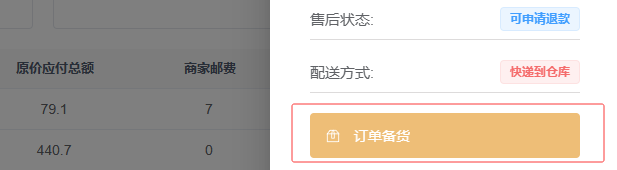 原价应付总额 商家邮费
79.1 7
440.7 0
售后状态: 可申请退款
配送方式: 快递到仓库
订单备货